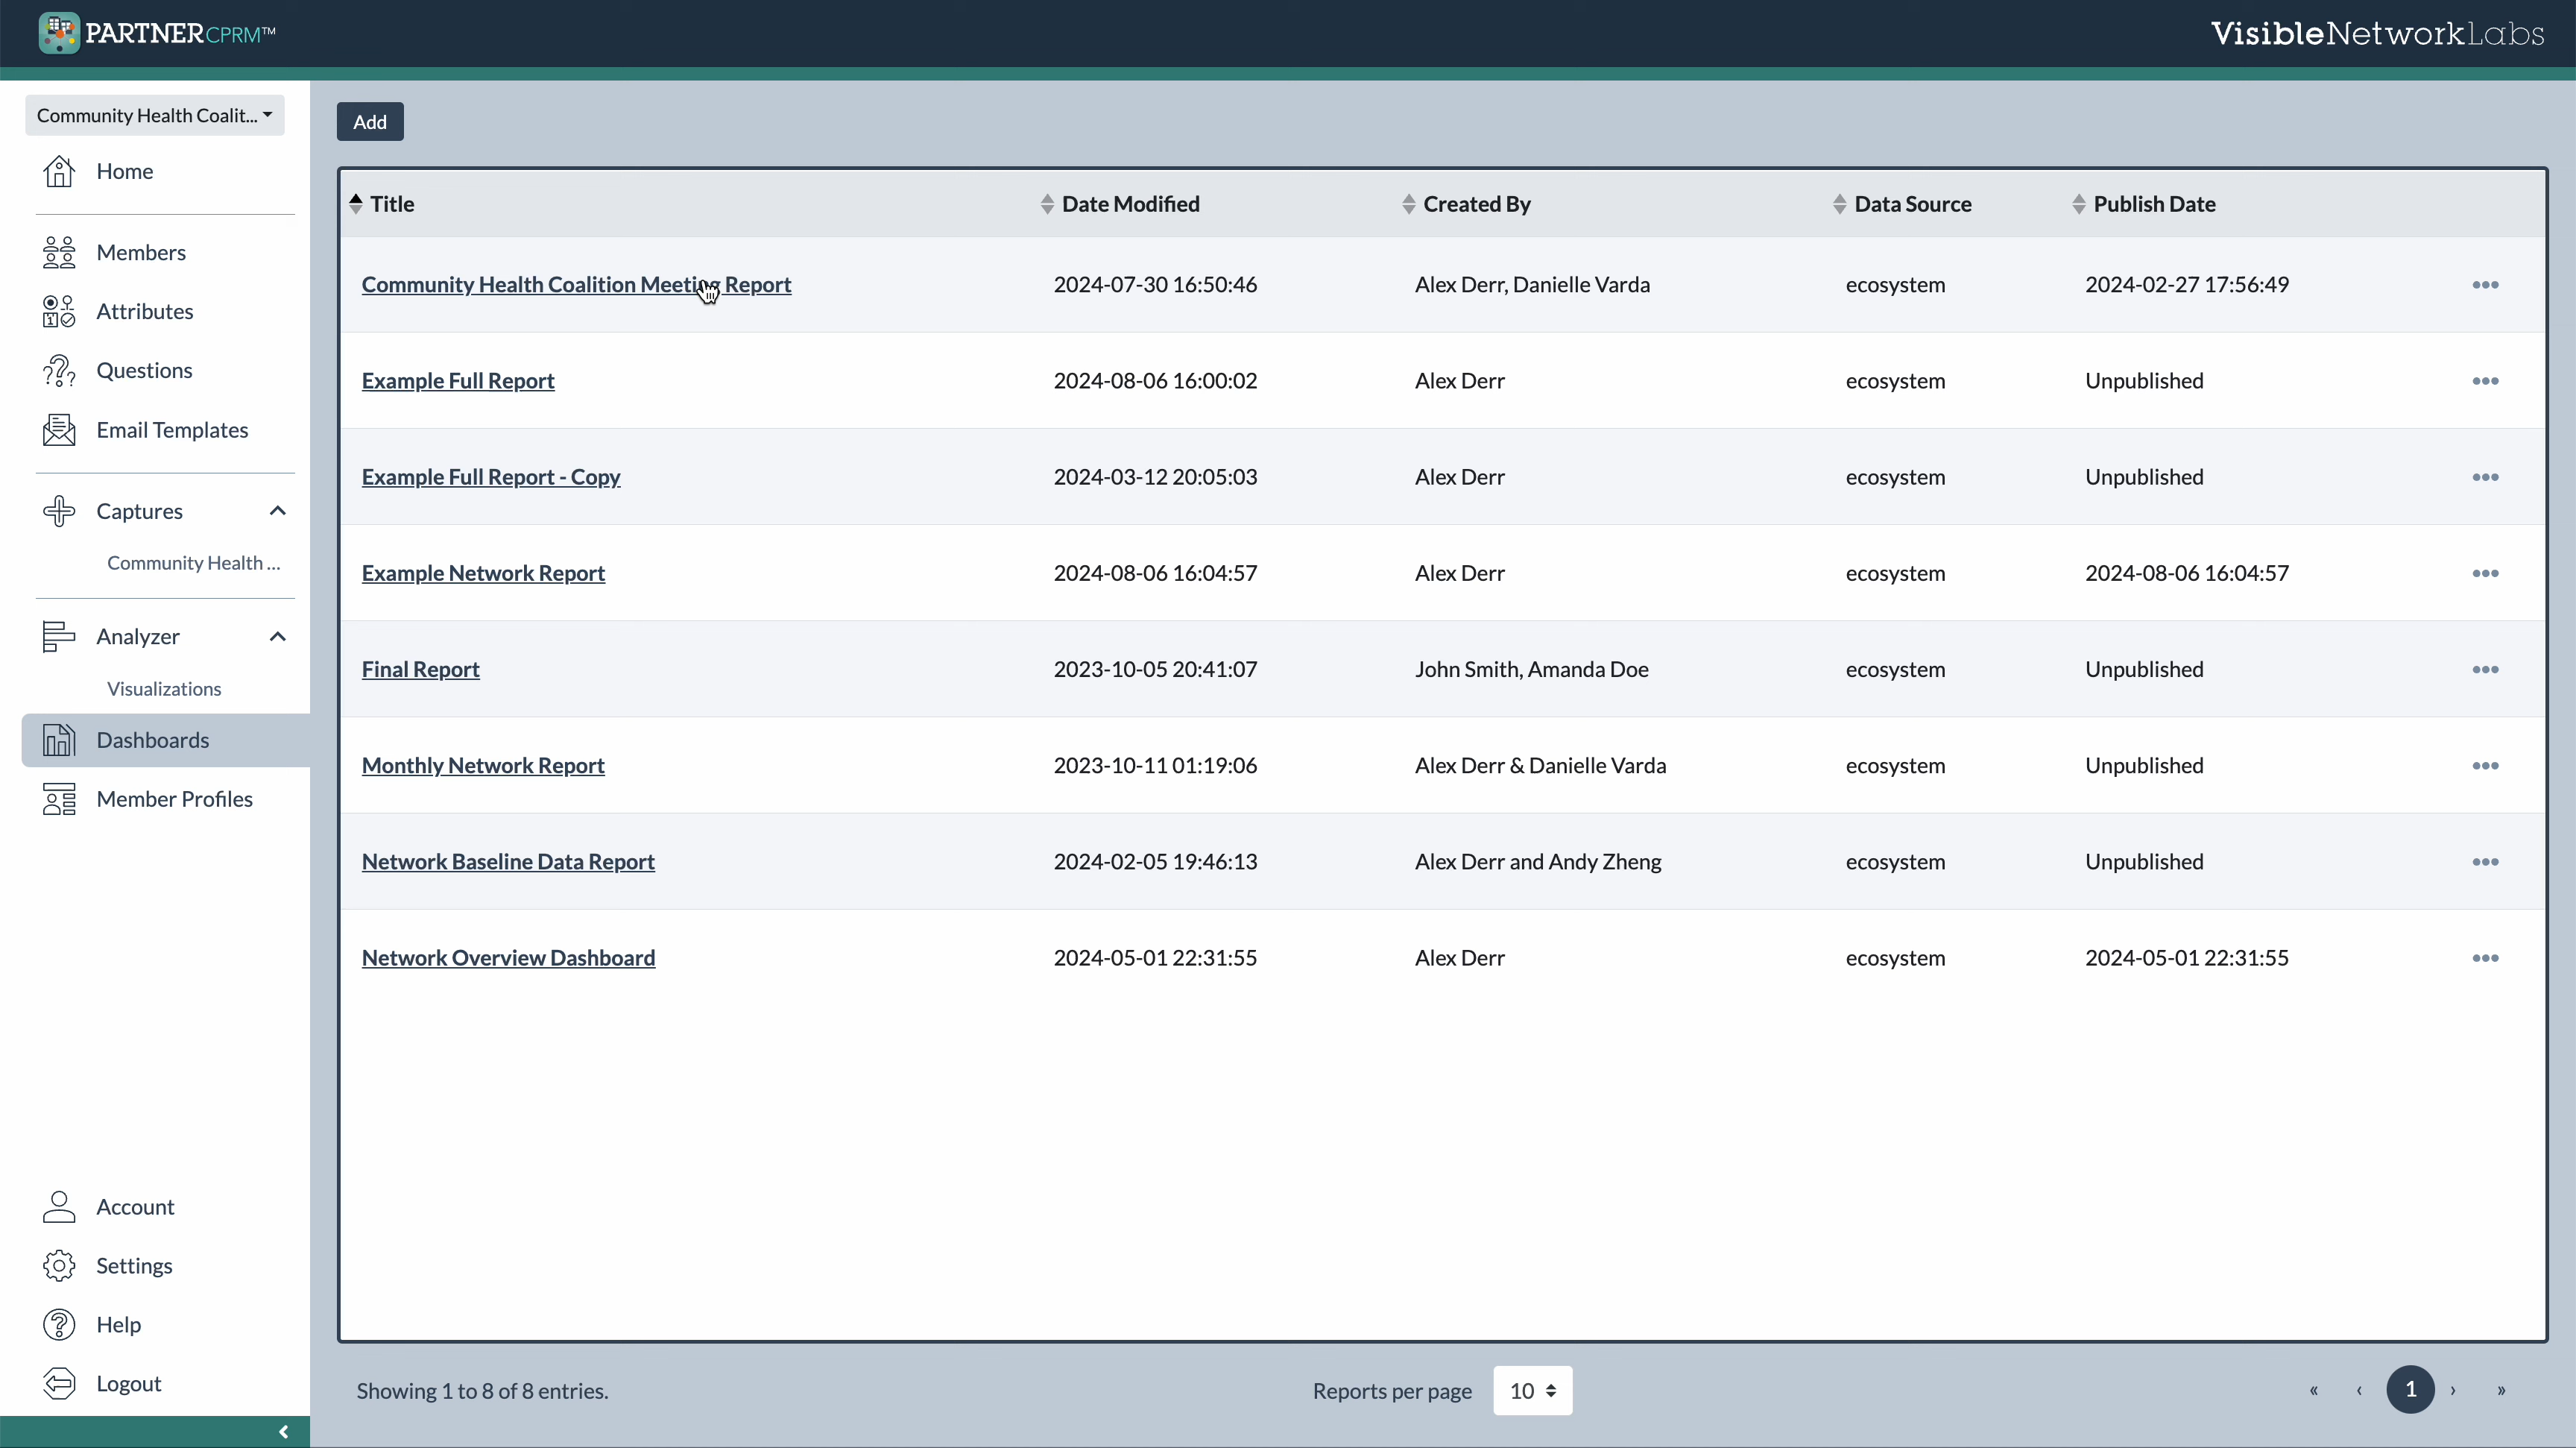 PARTNER CPRM™
VisibleNetworkLabs
Community Health Coalit...
Add
Home
Members
Attributes
Questions
Email Templates
Captures
Community Health ...
Analyzer
Visualizations
Dashboards
Member Profiles
Account
Settings
Help
Logout
Title Date Modified Created By Data Source Publish Date
Community Health Coalition Meeting Report 2024-07-30 16:50:46 Alex Derr, Danielle Varda ecosystem 2024-02-27 17:56:49
Example Full Report 2024-08-06 16:00:02 Alex Derr ecosystem Unpublished
Example Full Report - Copy 2024-03-12 20:05:03 Alex Derr ecosystem Unpublished
Example Network Report 2024-08-06 16:04:57 Alex Derr ecosystem 2024-08-06 16:04:57
Final Report 2023-10-05 20:41:07 John Smith, Amanda Doe ecosystem Unpublished
Monthly Network Report 2023-10-11 01:19:06 Alex Derr & Danielle Varda ecosystem Unpublished
Network Baseline Data Report 2024-02-05 19:46:13 Alex Derr and Andy Zheng ecosystem Unpublished
Network Overview Dashboard 2024-05-01 22:31:55 Alex Derr ecosystem 2024-05-01 22:31:55
Showing 1 to 8 of 8 entries. Reports per page 10 « ‹ 1 › »